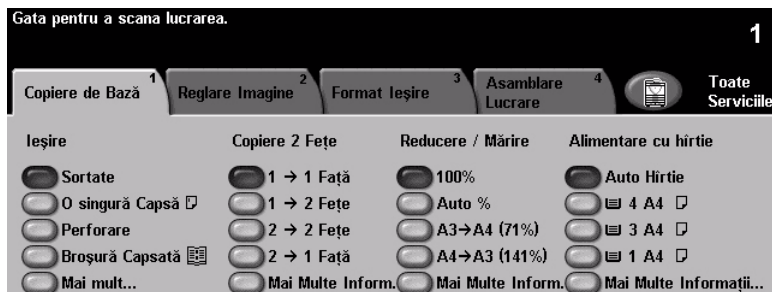 Gata pentru a scana lucrarea.
1
Copiere de Bază 1
Reglare Imagine 2
Format Ieşire 3
Asamblare Lucrare 4
Toate Serviciile
Ieşire
Sortate
O singură Capsă
Perforare
Broşură Capsată
Mai mult...
Copiere 2 Feţe
1 → 1 Faţă
1 → 2 Feţe
2 → 2 Feţe
2 → 1 Faţă
Mai Multe Inform.
Reducere / Mărire
100%
Auto %
A3→A4 (71%)
A4→A3 (141%)
Mai Multe Inform.
Alimentare cu hîrtie
Auto Hîrtie
4 A4
3 A4
1 A4
Mai Multe Informaţii...